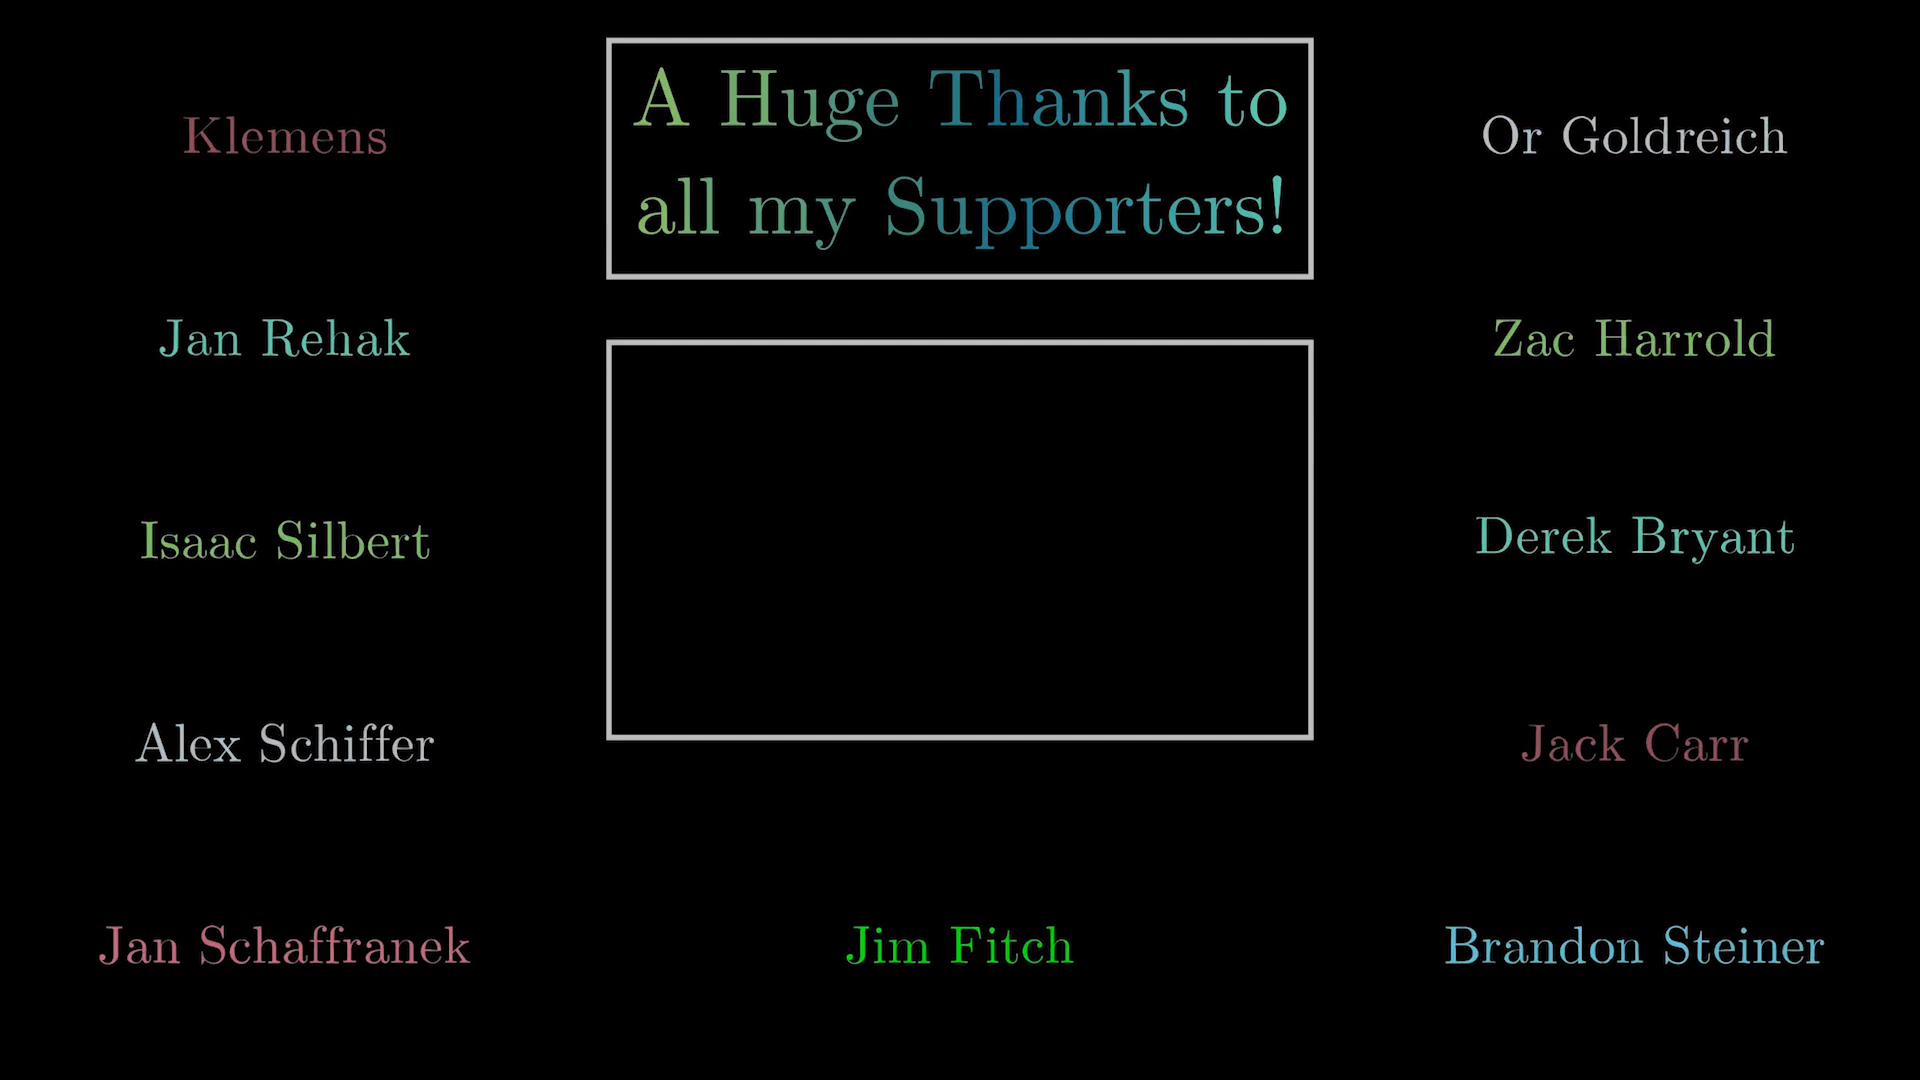 A Huge Thanks to
all my Supporters!
Klemens
Or Goldreich
Jan Rehak
Zac Harrold
Isaac Silbert
Derek Bryant
Alex Schiffer
Jack Carr
Jan Schaffranek
Jim Fitch
Brandon Steiner